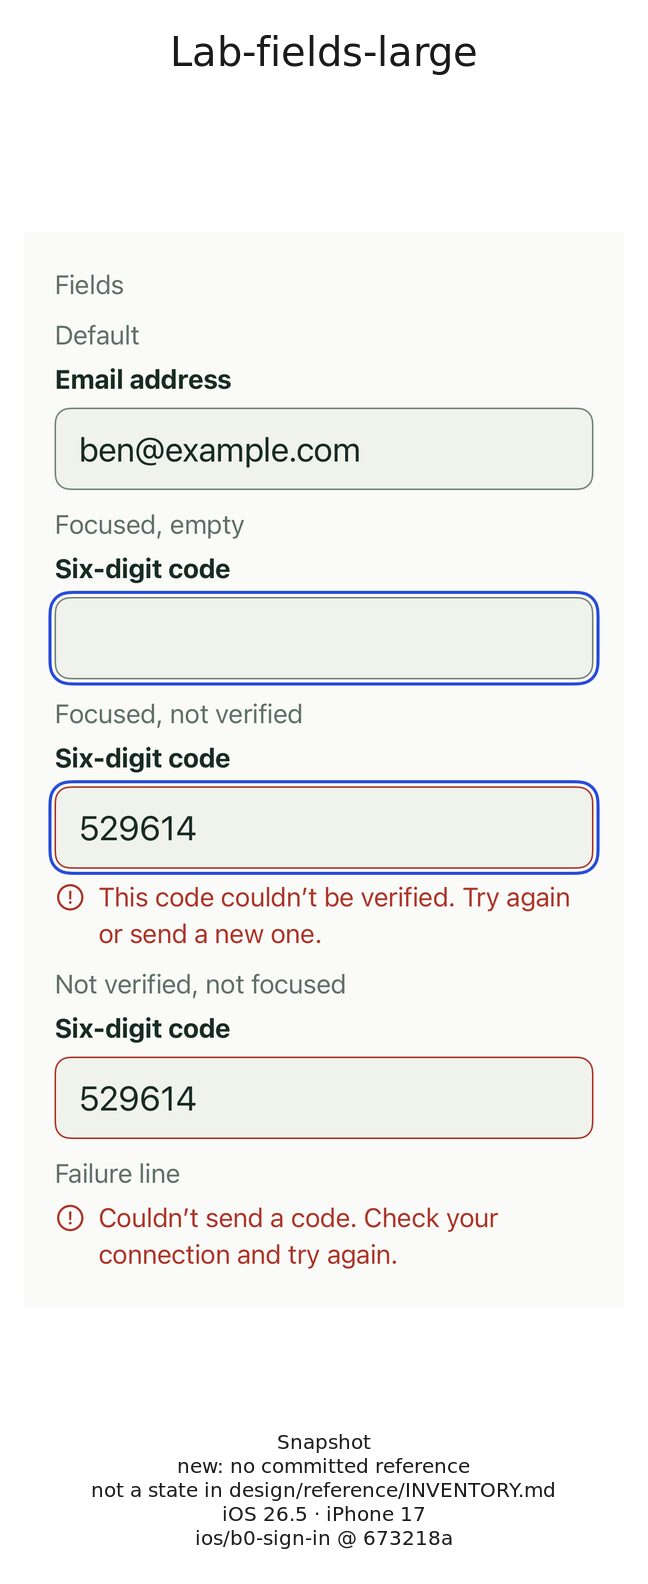 Lab-fields-large
Fields
Default
Email address
ben@example.com
Focused, empty
Six-digit code
Focused, not verified
Six-digit code
529614
This code couldn’t be verified. Try again
or send a new one.
Not verified, not focused
Six-digit code
529614
Failure line
Couldn’t send a code. Check your
connection and try again.
Snapshot
new: no committed reference
not a state in design/reference/INVENTORY.md
iOS 26.5 · iPhone 17
ios/b0-sign-in @ 673218a